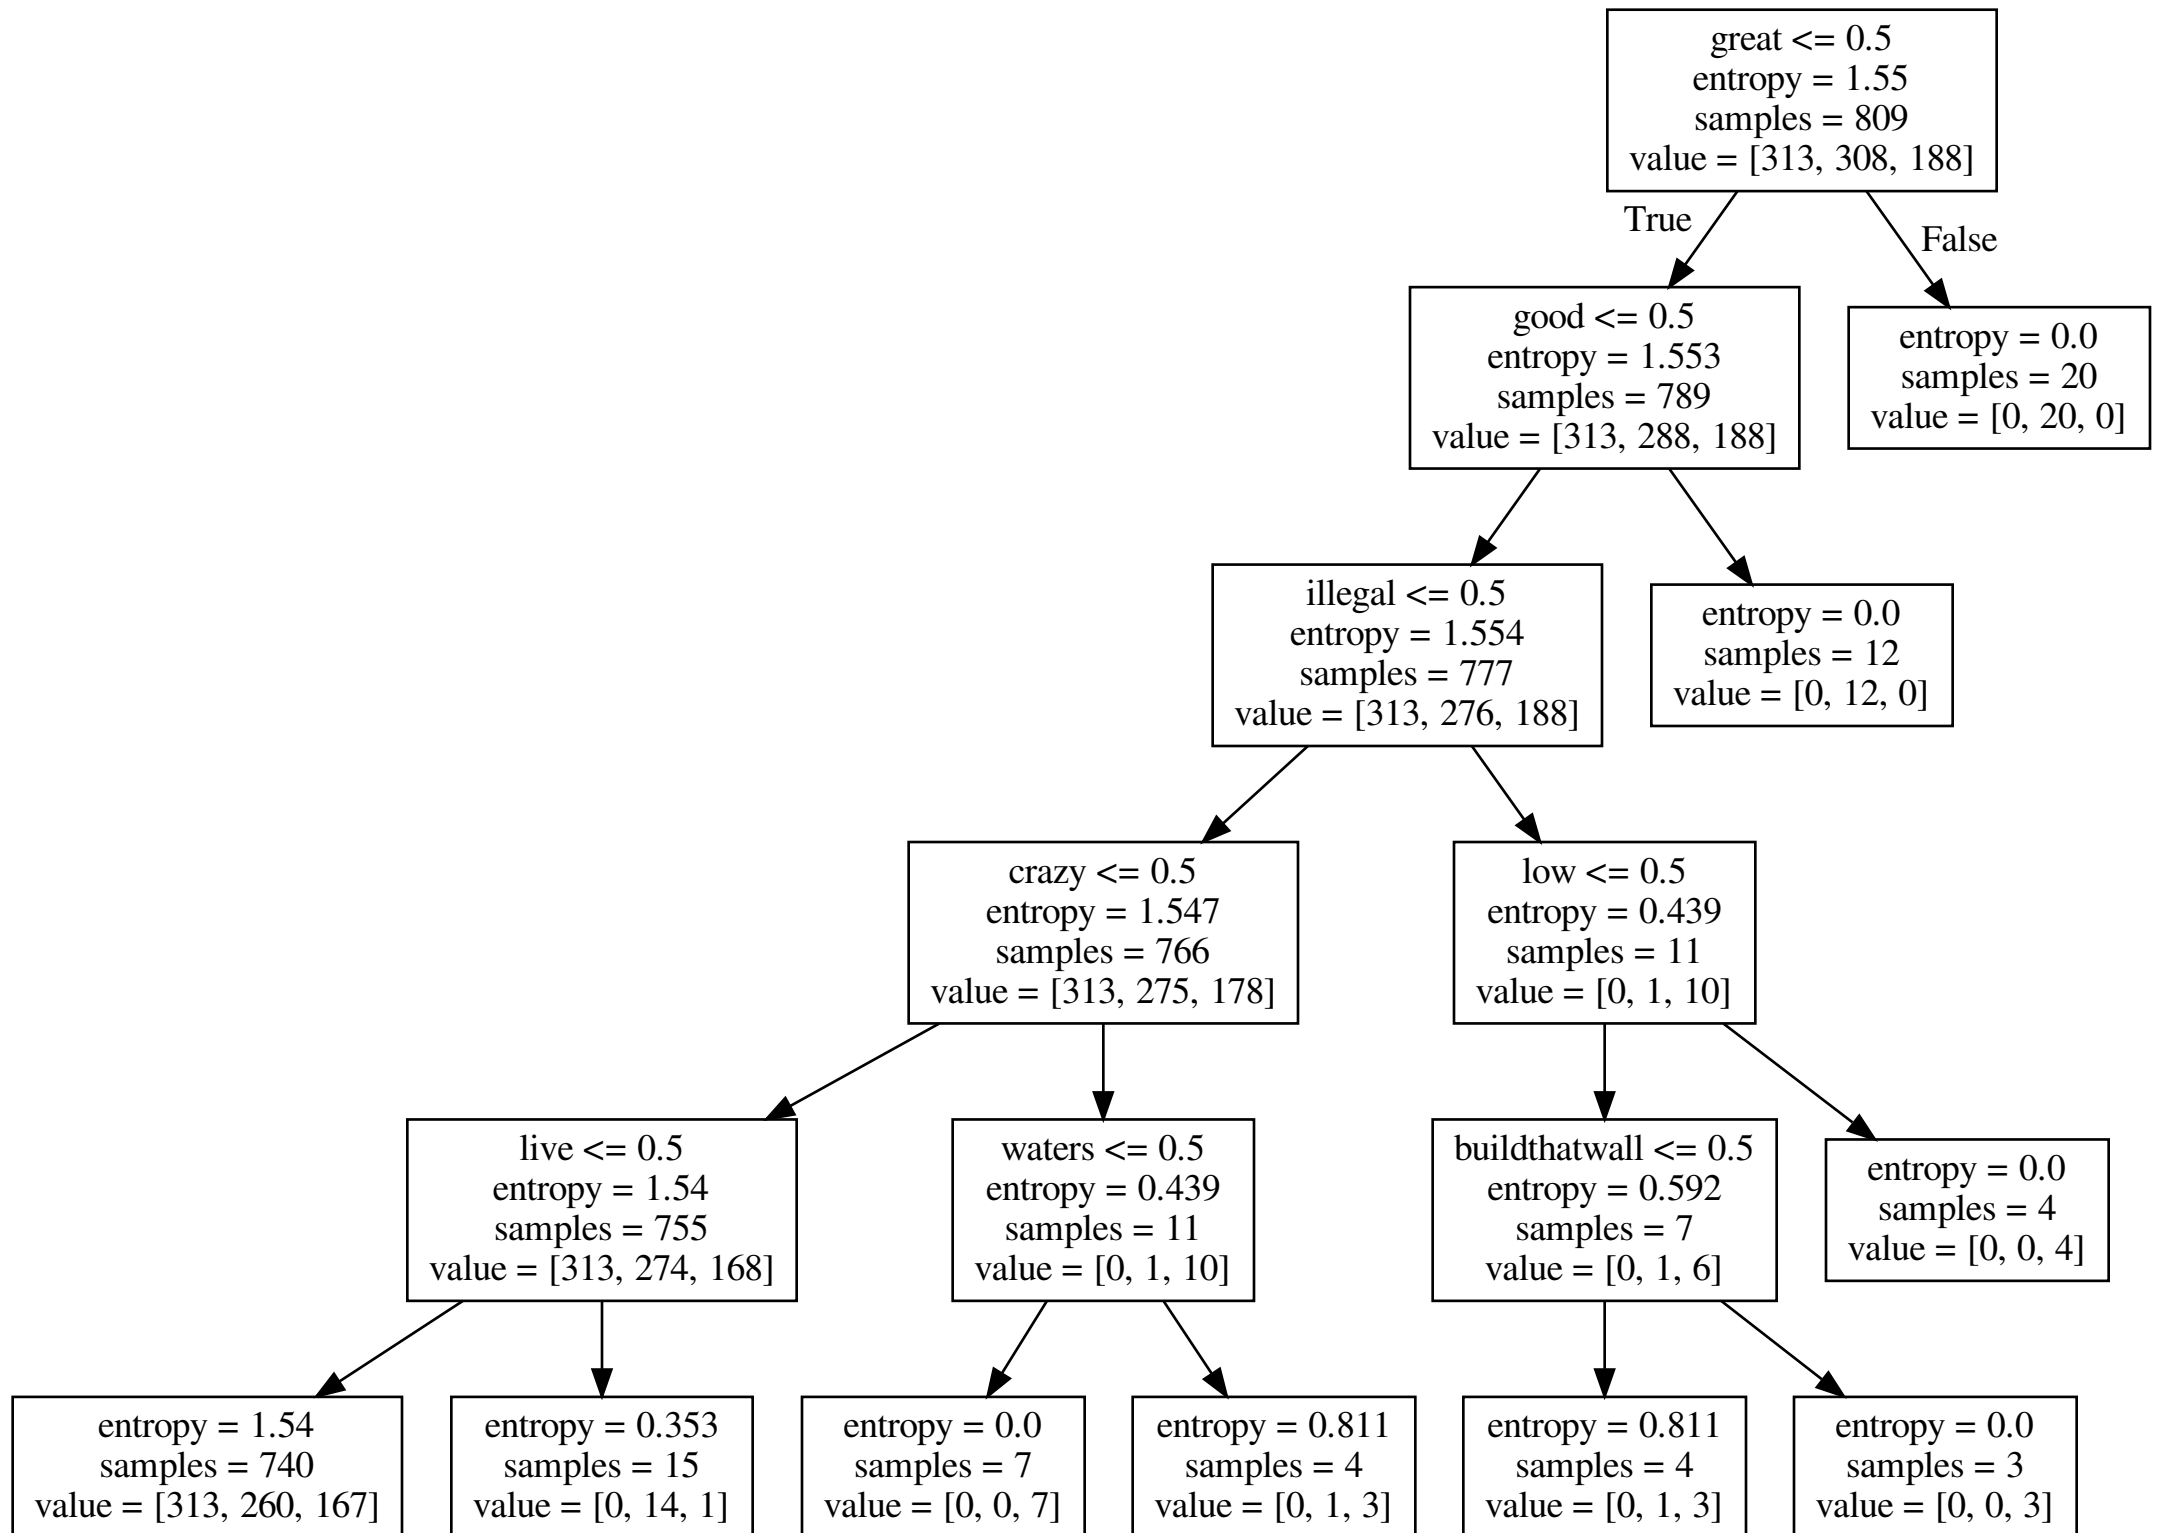 great <= 0.5
entropy = 1.55
samples = 809
value = [313, 308, 188]
True
False
good <= 0.5
entropy = 1.553
samples = 789
value = [313, 288, 188]
entropy = 0.0
samples = 20
value = [0, 20, 0]
illegal <= 0.5
entropy = 1.554
samples = 777
value = [313, 276, 188]
entropy = 0.0
samples = 12
value = [0, 12, 0]
crazy <= 0.5
entropy = 1.547
samples = 766
value = [313, 275, 178]
low <= 0.5
entropy = 0.439
samples = 11
value = [0, 1, 10]
live <= 0.5
entropy = 1.54
samples = 755
value = [313, 274, 168]
waters <= 0.5
entropy = 0.439
samples = 11
value = [0, 1, 10]
buildthatwall <= 0.5
entropy = 0.592
samples = 7
value = [0, 1, 6]
entropy = 0.0
samples = 4
value = [0, 0, 4]
entropy = 1.54
samples = 740
value = [313, 260, 167]
entropy = 0.353
samples = 15
value = [0, 14, 1]
entropy = 0.0
samples = 7
value = [0, 0, 7]
entropy = 0.811
samples = 4
value = [0, 1, 3]
entropy = 0.811
samples = 4
value = [0, 1, 3]
entropy = 0.0
samples = 3
value = [0, 0, 3]